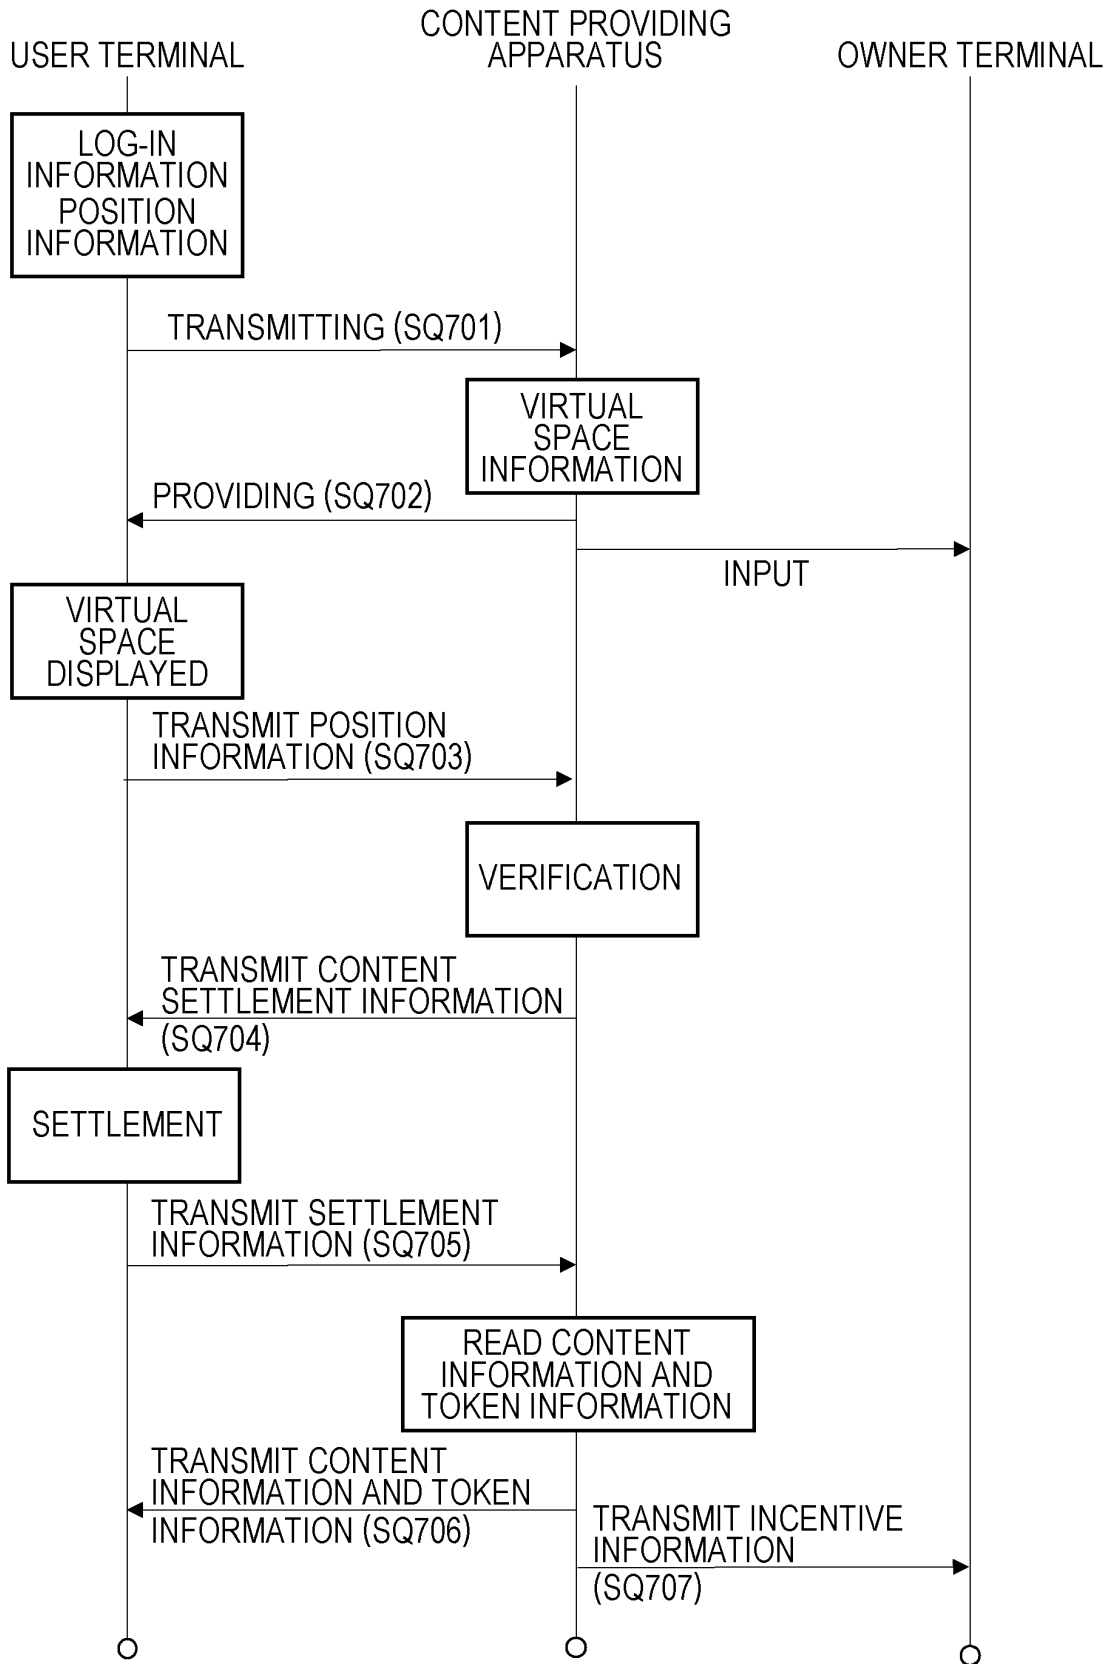 CONTENT PROVIDING
USER TERMINAL
APPARATUS
OWNER TERMINAL
LOG-IN
INFORMATION
POSITION
INFORMATION
TRANSMITTING (SQ701)
VIRTUAL
SPACE
INFORMATION
PROVIDING (SQ702)
INPUT
VIRTUAL
SPACE
DISPLAYED
TRANSMIT POSITION
INFORMATION (SQ703)
VERIFICATION
TRANSMIT CONTENT
SETTLEMENT INFORMATION
(SQ704)
SETTLEMENT
TRANSMIT SETTLEMENT
INFORMATION (SQ705)
READ CONTENT
INFORMATION AND
TOKEN INFORMATION
TRANSMIT CONTENT
INFORMATION AND TOKEN
INFORMATION (SQ706)
TRANSMIT INCENTIVE
INFORMATION
(SQ707)